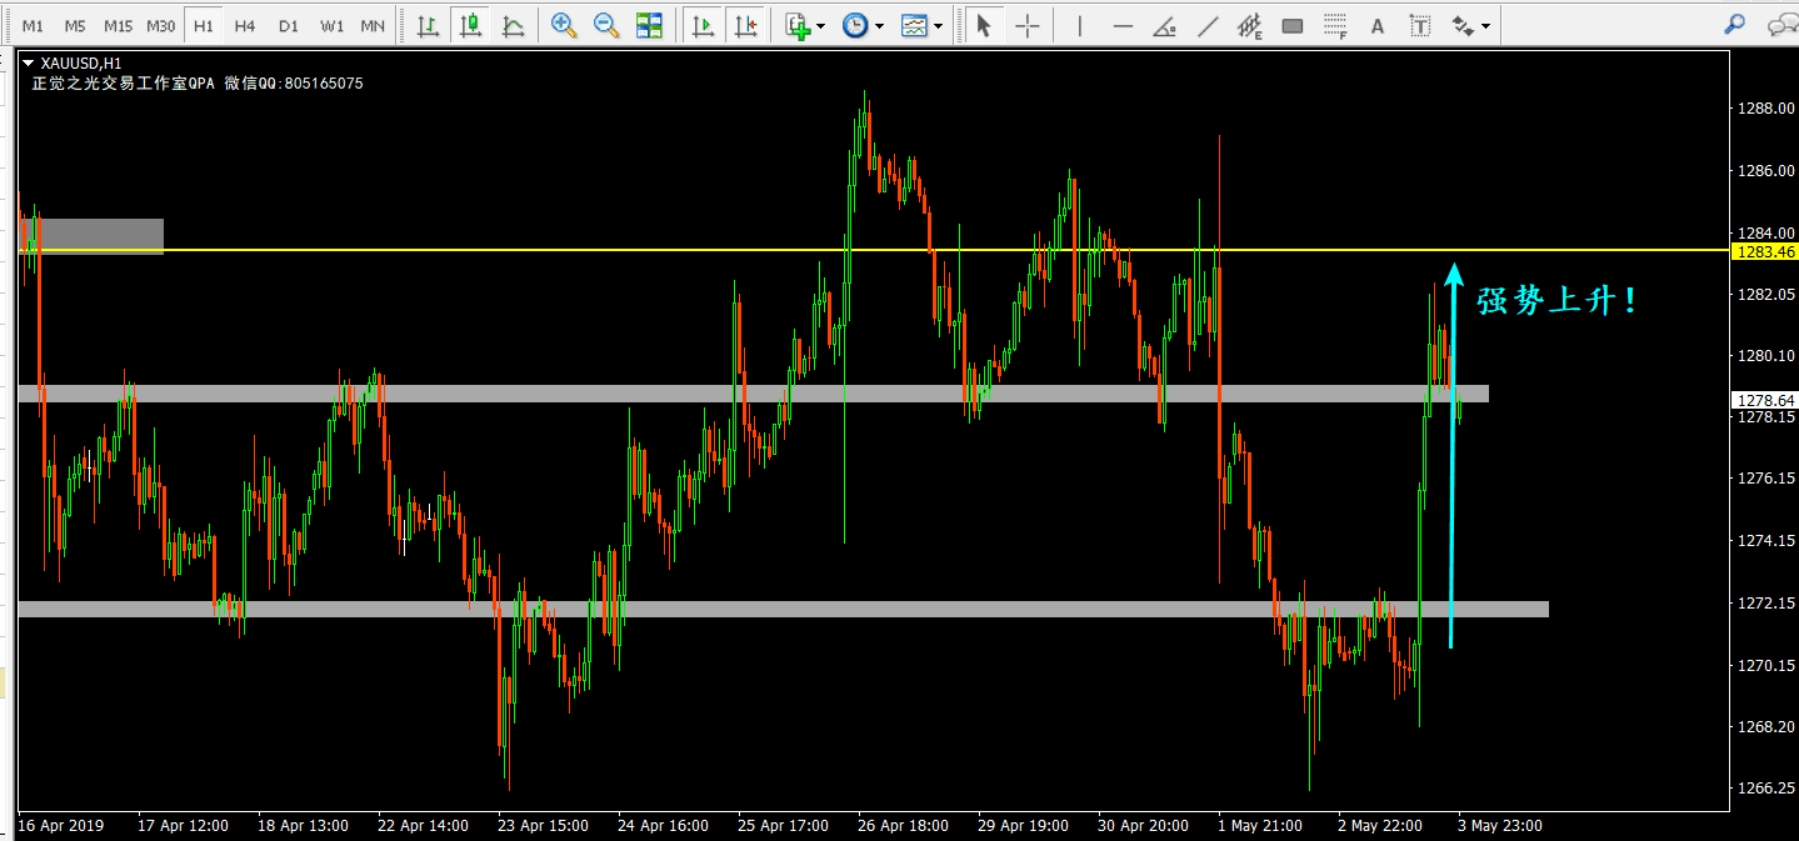 M1 M5 M15 M30 H1 H4 D1 W1 MN E F A T
XAUUSD,H1
正觉之光交易工作室QPA 微信QQ:805165075
1288.00
1286.00
1284.00
1283.46
1282.05
强势上升！
1280.10
1278.64
1278.15
1276.15
1274.15
1272.15
1270.15
1268.20
1266.25
16 Apr 2019 17 Apr 12:00 18 Apr 13:00 22 Apr 14:00 23 Apr 15:00 24 Apr 16:00 25 Apr 17:00 26 Apr 18:00 29 Apr 19:00 30 Apr 20:00 1 May 21:00 2 May 22:00 3 May 23:00